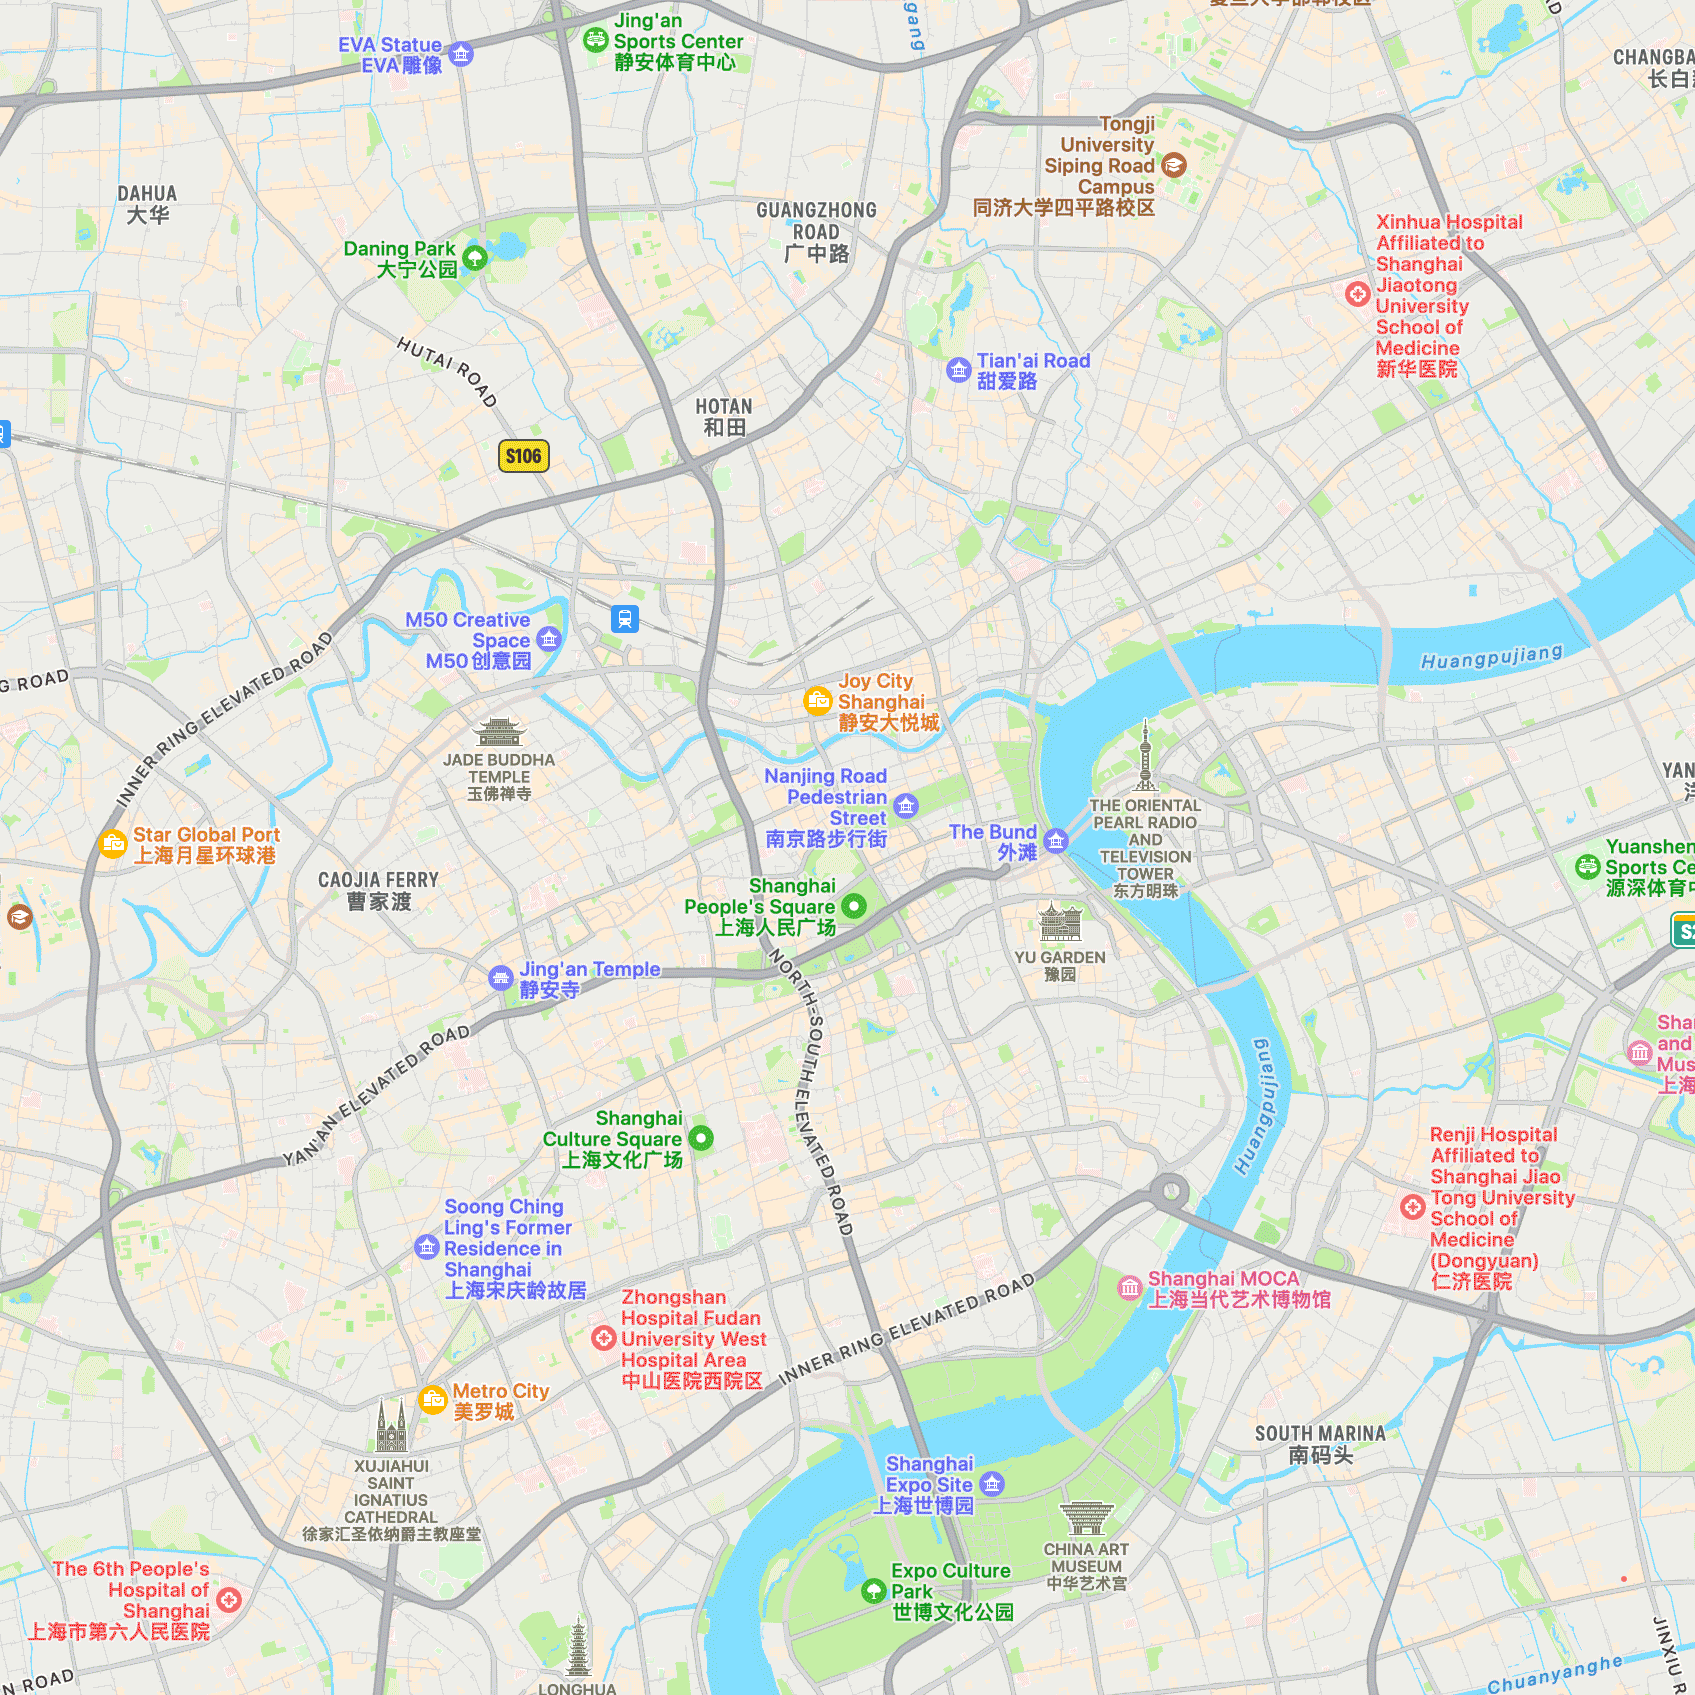 Jing'an
Sports Center
静安体育中心
EVA Statue
EVA雕像
gang
CHANGBA
长白
Tongji
University
Siping Road
Campus
同济大学四平路校区
DAHUA
大华
GUANGZHONG
ROAD
广中路
Xinhua Hospital
Affiliated to
Shanghai
Jiaotong
University
School of
Medicine
新华医院
Daning Park
大宁公园
HUTAI ROAD
Tian'ai Road
甜爱路
HOTAN
和田
S106
M50 Creative
Space
M50创意园
Huangpujiang
G ROAD
INNER RING ELEVATED ROAD
Joy City
Shanghai
静安大悦城
JADE BUDDHA
TEMPLE
玉佛禅寺
Nanjing Road
Pedestrian
Street
南京路步行街
THE ORIENTAL
PEARL RADIO
AND
TELEVISION
TOWER
东方明珠
YAN
Star Global Port
上海月星环球港
The Bund
外滩
Yuanshen
Sports Ce
源深体育中
CAOJIA FERRY
曹家渡
Shanghai
People's Square
上海人民广场
YU GARDEN
豫园
Jing'an Temple
静安寺
NORTH-SOUTH ELEVATED ROAD
YAN'AN ELEVATED ROAD
Huangpujiang
Sha
and
Mus
上海
Shanghai
Culture Square
上海文化广场
Renji Hospital
Affiliated to
Shanghai Jiao
Tong University
School of
Medicine
(Dongyuan)
仁济医院
Soong Ching
Ling's Former
Residence in
Shanghai
上海宋庆龄故居
Shanghai MOCA
上海当代艺术博物馆
Zhongshan
Hospital Fudan
University West
Hospital Area
中山医院西院区
INNER RING ELEVATED ROAD
Metro City
美罗城
XUJIAHUI
SAINT
IGNATIUS
CATHEDRAL
徐家汇圣依纳爵主教座堂
SOUTH MARINA
南码头
Shanghai
Expo Site
上海世博园
CHINA ART
MUSEUM
中华艺术宫
The 6th People's
Hospital of
Shanghai
上海市第六人民医院
Expo Culture
Park
世博文化公园
JINXIU R
N ROAD
LONGHUA
Chuanyanghe